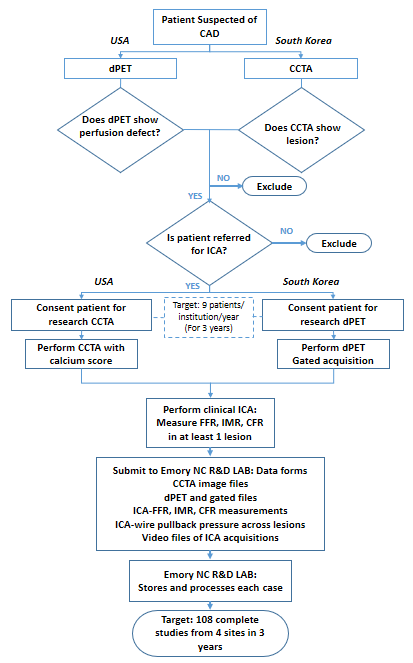 Patient Suspected of
CAD
USA
South Korea
dPET
CCTA
Does dPET show
perfusion defect?
Does CCTA show
lesion?
NO
Exclude
YES
Is patient referred
for ICA?
NO
Exclude
YES
USA
South Korea
Consent patient for
research CCTA
Target: 9 patients/
institution/year
(For 3 years)
Consent patient for
research dPET
Perform CCTA with
calcium score
Perform dPET
Gated acquisition
Perform clinical ICA:
Measure FFR, IMR, CFR
in at least 1 lesion
Submit to Emory NC R&D LAB: Data forms
CCTA image files
dPET and gated files
ICA-FFR, IMR, CFR measurements
ICA-wire pullback pressure across lesions
Video files of ICA acquisitions
Emory NC R&D LAB:
Stores and processes each case
Target: 108 complete
studies from 4 sites in 3
years